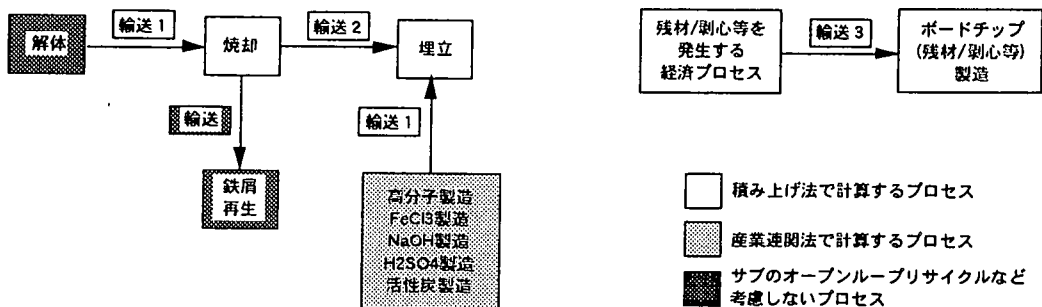 解体
輸送1
焼却
輸送2
埋立
輸送
鉄屑
再生
輸送1
高分子製造
FeCl3製造
NaOH製造
H2SO4製造
活性炭製造
残材/剥心等を
発生する
経済プロセス
輸送3
ボードチップ
(残材/剥心等)
製造
積み上げ法で計算するプロセス
産業連関法で計算するプロセス
サブのオープンループリサイクルなど
考慮しないプロセス